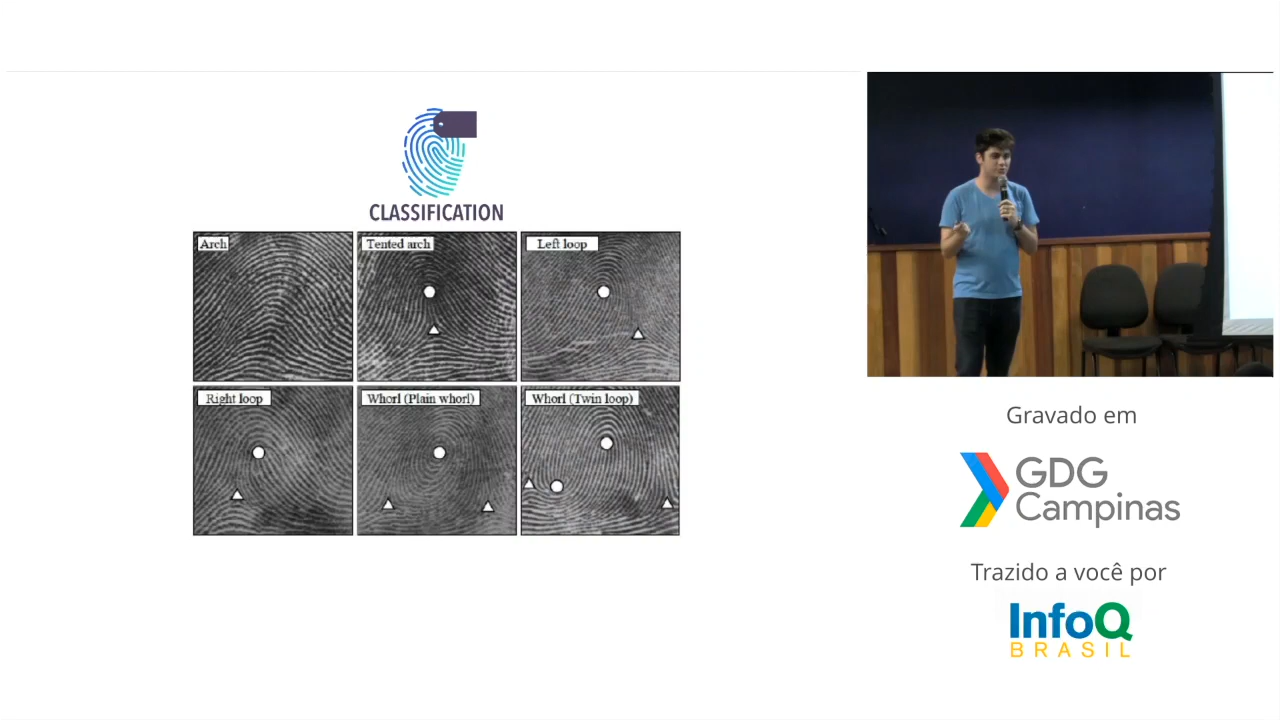 CLASSIFICATION
Arch
Tented arch
Left loop
Right loop
Whorl (Plain whorl)
Whorl (Twin loop)
Gravado em
GDG
Campinas
Trazido a você por
InfoQ
BRASIL